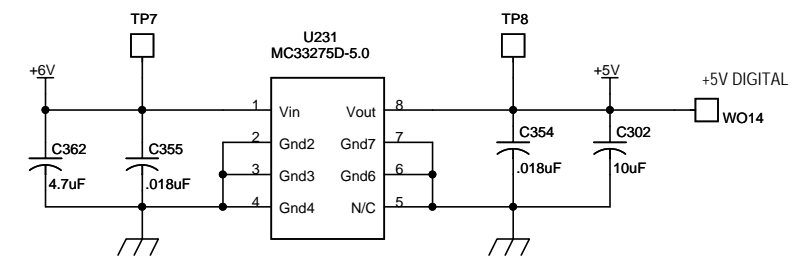 TP7
TP8
U231
MC33275D-5.0
+6V
+5V
+5V DIGITAL
1
Vin
Vout
8
WO14
C362
C355
2
Gnd2
Gnd7
7
C354
C302
4.7uF
.018uF
3
Gnd3
Gnd6
6
.018uF
10uF
4
Gnd4
N/C
5